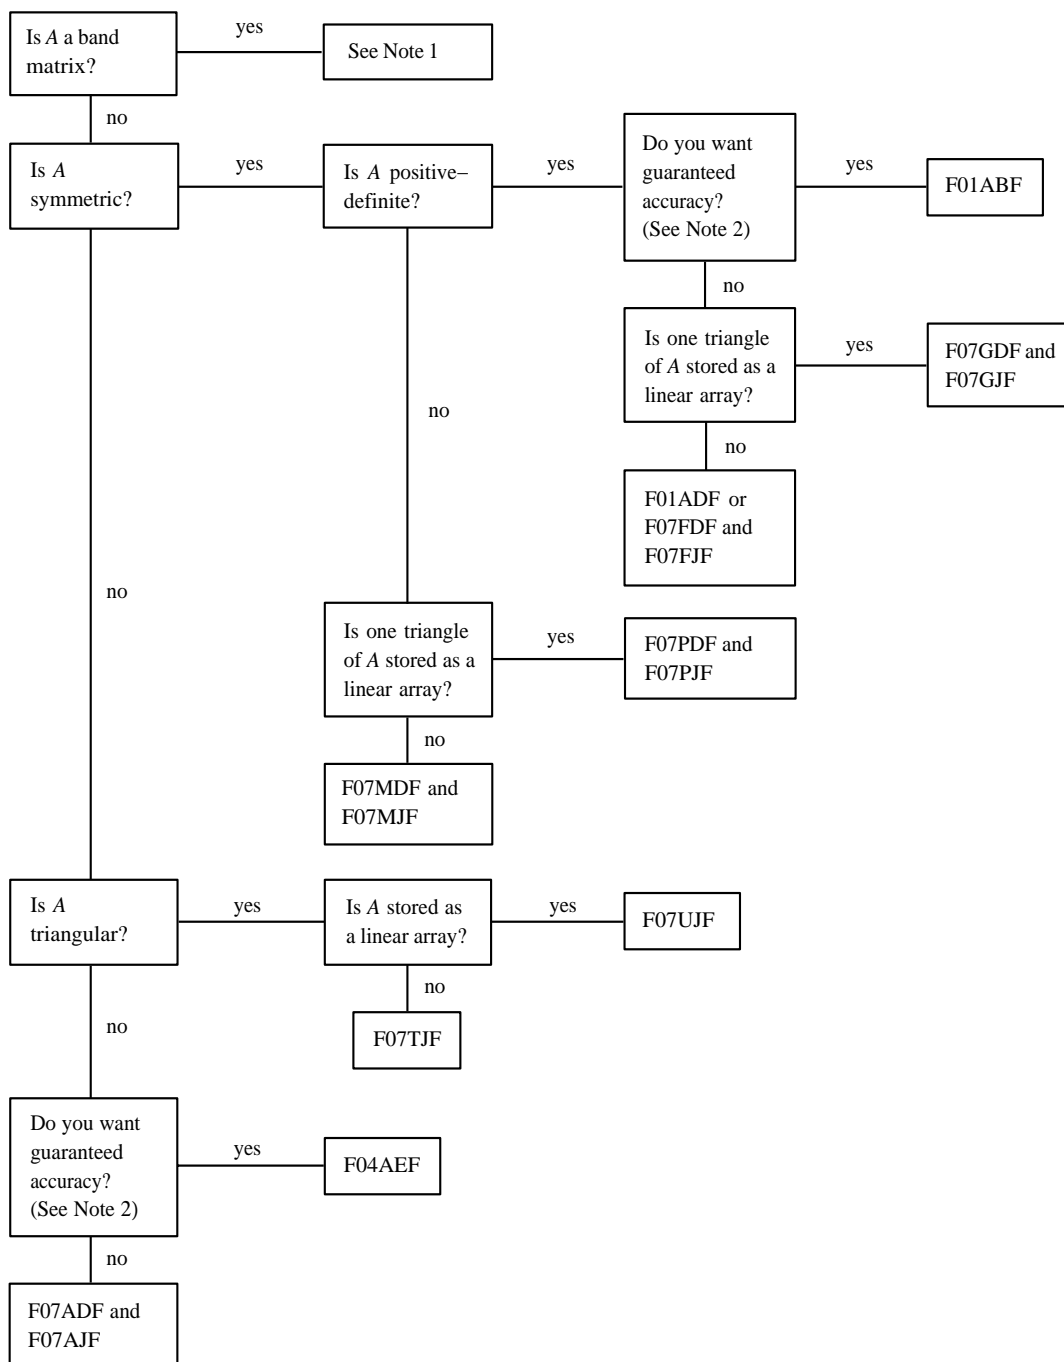 Is A a band
matrix?
yes
See Note 1
no
Is A
symmetric?
yes
Is A positive–
definite?
yes
Do you want
guaranteed
accuracy?
(See Note 2)
yes
F01ABF
no
Is one triangle
of A stored as a
linear array?
yes
F07GDF and
F07GJF
no
no
F01ADF or
F07FDF and
F07FJF
no
Is one triangle
of A stored as a
linear array?
yes
F07PDF and
F07PJF
no
F07MDF and
F07MJF
Is A
triangular?
yes
Is A stored as
a linear array?
yes
F07UJF
no
no
F07TJF
Do you want
guaranteed
accuracy?
(See Note 2)
yes
F04AEF
no
F07ADF and
F07AJF